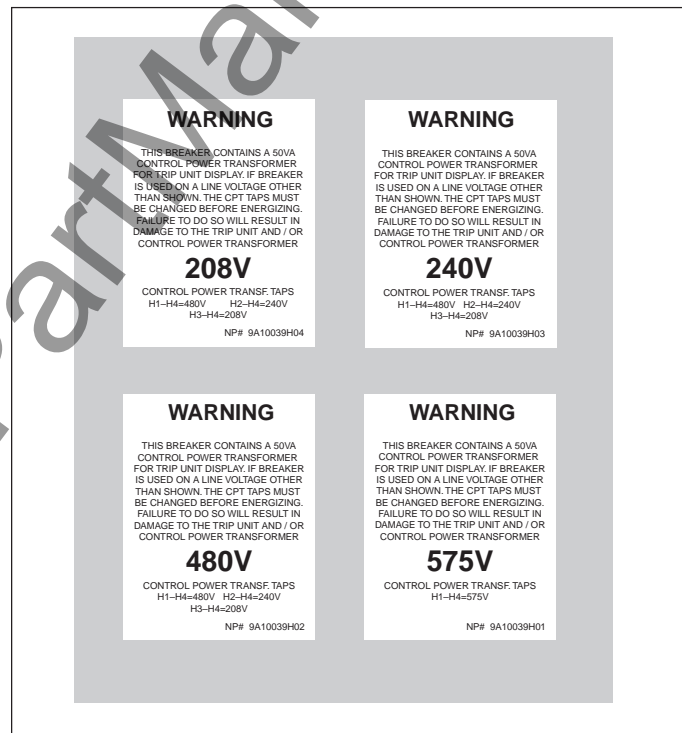 WARNING
THIS BREAKER CONTAINS A 50VA
CONTROL POWER TRANSFORMER
FOR TRIP UNIT DISPLAY. IF BREAKER
IS USED ON A LINE VOLTAGE OTHER
THAN SHOWN. THE CPT TAPS MUST
BE CHANGED BEFORE ENERGIZING.
FAILURE TO DO SO WILL RESULT IN
DAMAGE TO THE TRIP UNIT AND / OR
CONTROL POWER TRANSFORMER
208V
CONTROL POWER TRANSF. TAPS
H1–H4=480V H2–H4=240V
H3–H4=208V
NP# 9A10039H04
WARNING
THIS BREAKER CONTAINS A 50VA
CONTROL POWER TRANSFORMER
FOR TRIP UNIT DISPLAY. IF BREAKER
IS USED ON A LINE VOLTAGE OTHER
THAN SHOWN. THE CPT TAPS MUST
BE CHANGED BEFORE ENERGIZING.
FAILURE TO DO SO WILL RESULT IN
DAMAGE TO THE TRIP UNIT AND / OR
CONTROL POWER TRANSFORMER
240V
CONTROL POWER TRANSF. TAPS
H1–H4=480V H2–H4=240V
H3–H4=208V
NP# 9A10039H03
WARNING
THIS BREAKER CONTAINS A 50VA
CONTROL POWER TRANSFORMER
FOR TRIP UNIT DISPLAY. IF BREAKER
IS USED ON A LINE VOLTAGE OTHER
THAN SHOWN. THE CPT TAPS MUST
BE CHANGED BEFORE ENERGIZING.
FAILURE TO DO SO WILL RESULT IN
DAMAGE TO THE TRIP UNIT AND / OR
CONTROL POWER TRANSFORMER
480V
CONTROL POWER TRANSF. TAPS
H1–H4=480V H2–H4=240V
H3–H4=208V
NP# 9A10039H02
WARNING
THIS BREAKER CONTAINS A 50VA
CONTROL POWER TRANSFORMER
FOR TRIP UNIT DISPLAY. IF BREAKER
IS USED ON A LINE VOLTAGE OTHER
THAN SHOWN. THE CPT TAPS MUST
BE CHANGED BEFORE ENERGIZING.
FAILURE TO DO SO WILL RESULT IN
DAMAGE TO THE TRIP UNIT AND / OR
CONTROL POWER TRANSFORMER
575V
CONTROL POWER TRANSF. TAPS
H1–H4=575V
NP# 9A10039H01